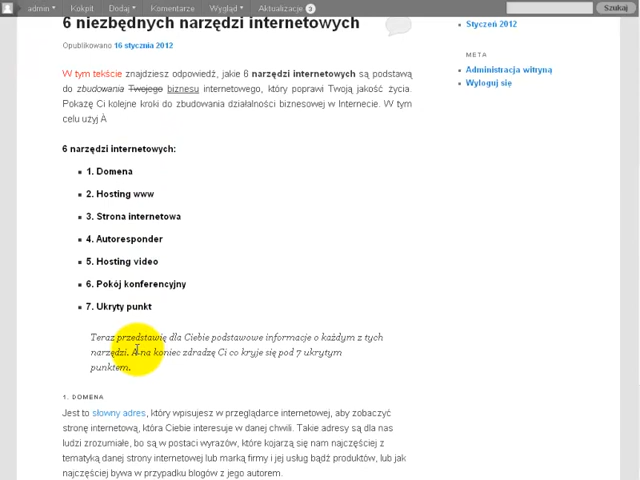 admin Kokpit Dodaj Komentarze Wygląd Aktualizacje 3 Szukaj
6 niezbędnych narzędzi internetowych
Opublikowano 16 stycznia 2012
W tym tekście znajdziesz odpowiedź, jakie 6 narzędzi internetowych są podstawą
do zbudowania Twojego biznesu internetowego, który poprawi Twoją jakość życia.
Pokażę Ci kolejne kroki do zbudowania działalności biznesowej w Internecie. W tym
celu użyj À
6 narzędzi internetowych:
1. Domena
2. Hosting www
3. Strona internetowa
4. Autoresponder
5. Hosting video
6. Pokój konferencyjny
7. Ukryty punkt
Teraz przedstawię dla Ciebie podstawowe informacje o każdym z tych
narzędzi. A na koniec zdradzę Ci co kryje się pod 7 ukrytym
punktem.
1. DOMENA
Jest to słowny adres, który wpisujesz w przeglądarce internetowej, aby zobaczyć
stronę internetową, która Ciebie interesuje w danej chwili. Takie adresy są dla nas
ludzi zrozumiałe, bo są w postaci wyrazów, które kojarzą się nam najczęściej z
tematyką danej strony internetowej lub marką firmy i jej usług bądź produktów, lub jak
najczęściej bywa w przypadku blogów z jego autorem.
Styczeń 2012
META
Administracja witryną
Wyloguj się